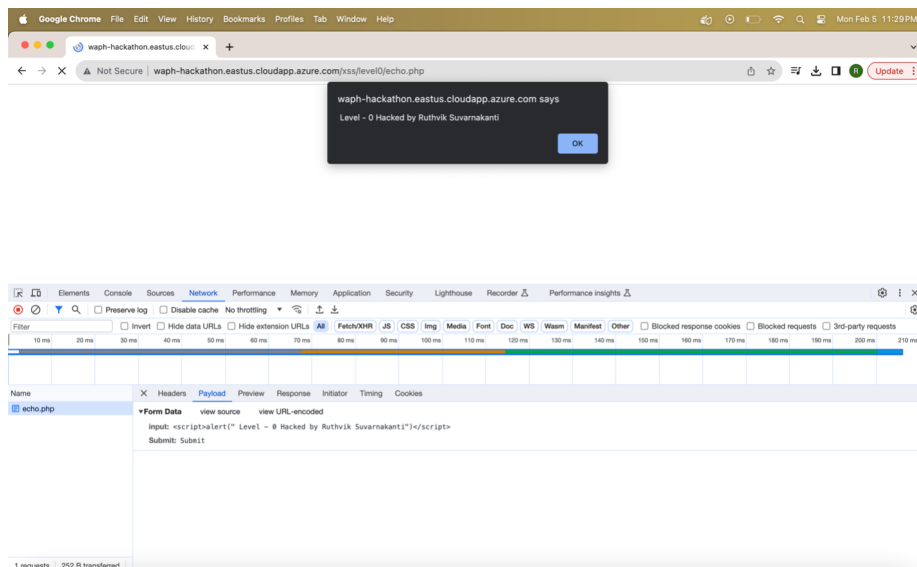 Google Chrome File Edit View History Bookmarks Profiles Tab Window Help Mon Feb 5 11:29 PM
waph-hackathon.eastus.cloud
Not Secure waph-hackathon.eastus.cloudapp.azure.com/xss/level0/echo.php R Update
waph-hackathon.eastus.cloudapp.azure.com says
Level - 0 Hacked by Ruthvik Suvarnakanti
OK
Elements Console Sources Network Performance Memory Application Security Lighthouse Recorder Performance insights
Preserve log Disable cache No throttling
Filter Invert Hide data URLs Hide extension URLs All Fetch/XHR JS CSS Img Media Font Doc WS Wasm Manifest Other Blocked response cookies Blocked requests 3rd-party requests
10 ms 20 ms 30 ms 40 ms 50 ms 60 ms 70 ms 80 ms 90 ms 100 ms 110 ms 120 ms 130 ms 140 ms 150 ms 160 ms 170 ms 180 ms 190 ms 200 ms 210 ms
Name Headers Payload Preview Response Initiator Timing Cookies
echo.php
▾Form Data view source view URL-encoded
input: <script>alert(" Level - 0 Hacked by Ruthvik Suvarnakanti")</script>
Submit: Submit
1 requests 252 B transferred